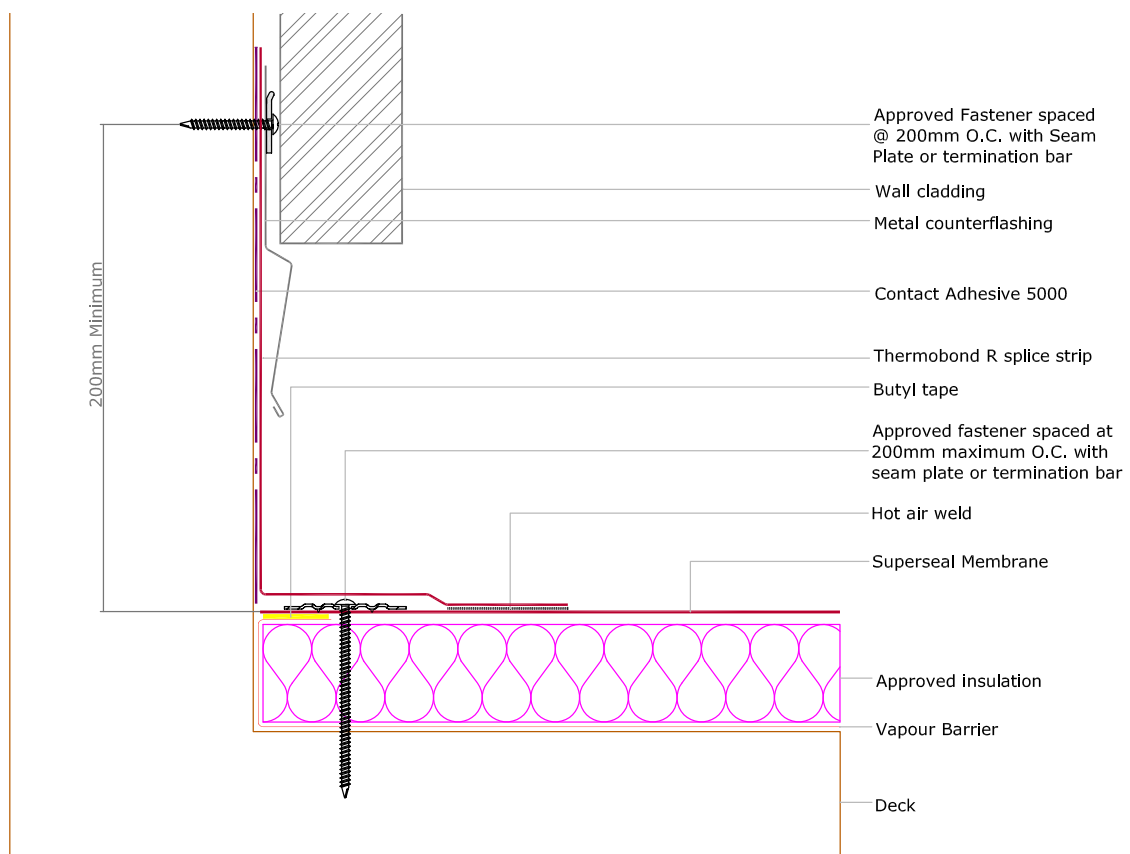 Approved Fastener spaced
@ 200mm O.C. with Seam
Plate or termination bar
Wall cladding
Metal counterflashing
200mm Minimum
Contact Adhesive 5000
Thermobond R splice strip
Butyl tape
Approved fastener spaced at
200mm maximum O.C. with
seam plate or termination bar
Hot air weld
Superseal Membrane
Approved insulation
Vapour Barrier
Deck